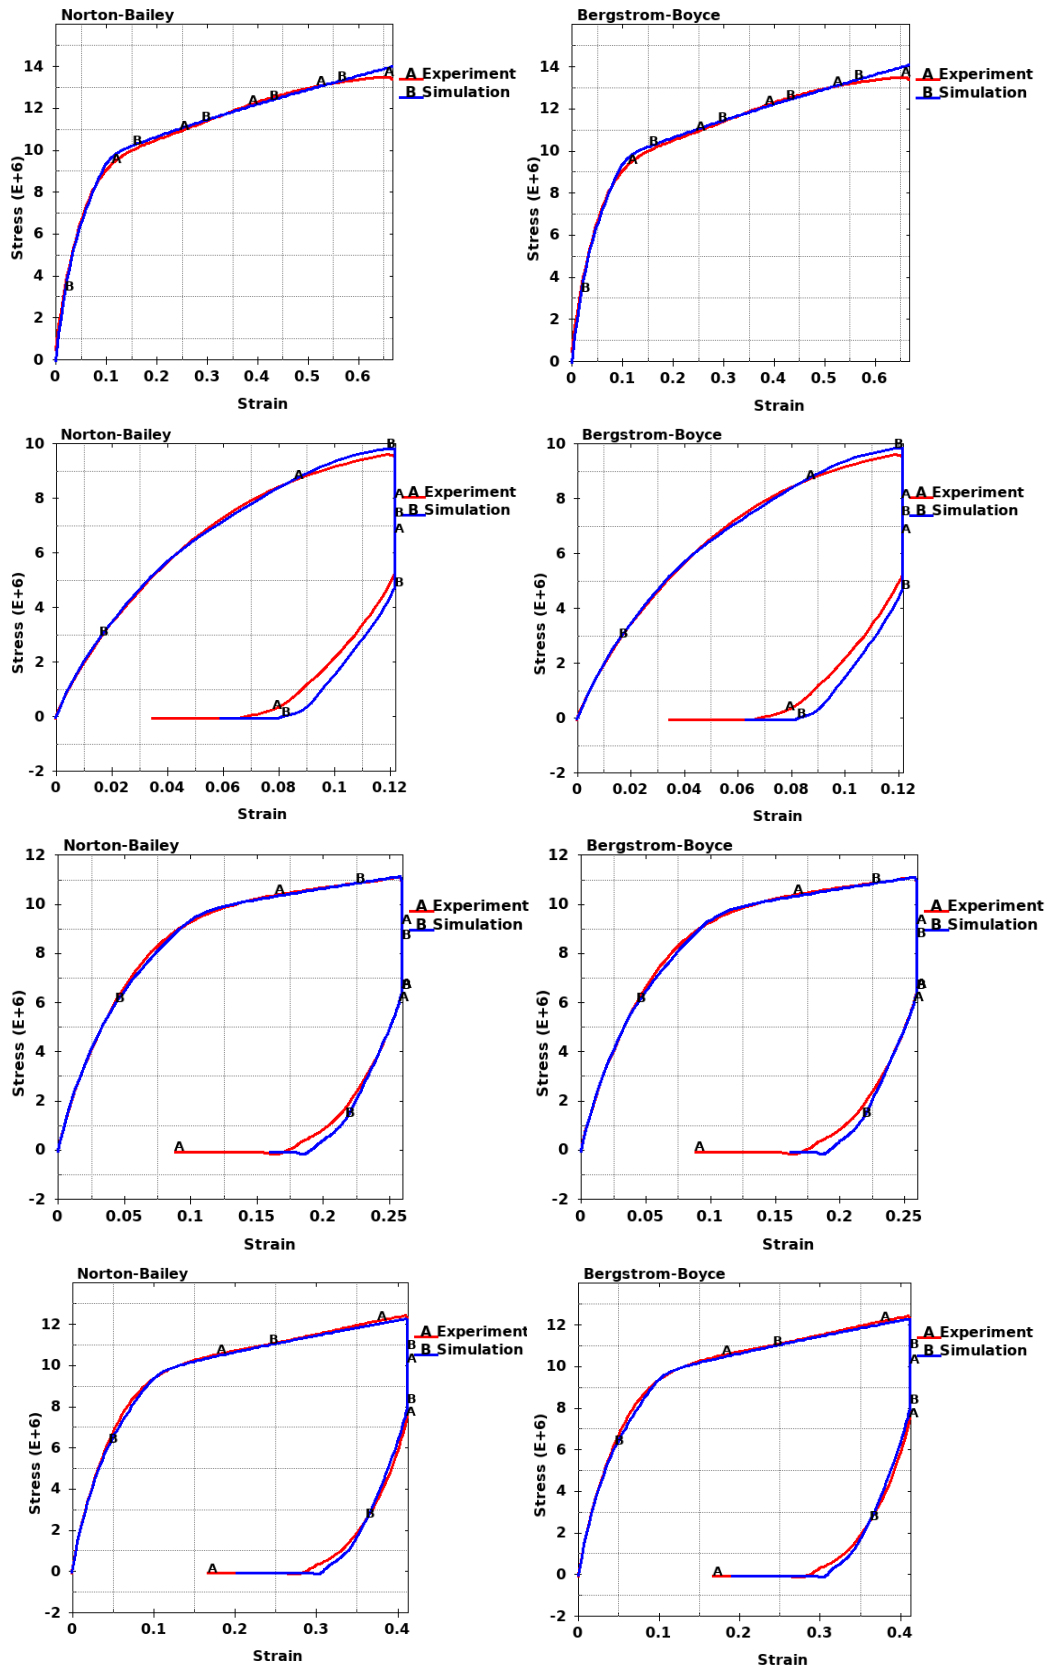 Norton-Bailey
14
12
10
8
6
4
2
0
Stress (E+6)
0 0.1 0.2 0.3 0.4 0.5 0.6
Strain
A Experiment
B Simulation
A A A A A
B B B B B
Bergstrom-Boyce
14
12
10
8
6
4
2
0
Stress (E+6)
0 0.1 0.2 0.3 0.4 0.5 0.6
Strain
A Experiment
B Simulation
A A A A A
B B B B B
Norton-Bailey
10
8
6
4
2
0
-2
Stress (E+6)
0 0.02 0.04 0.06 0.08 0.1 0.12
Strain
A Experiment
B Simulation
A A A A
B B B B B
Bergstrom-Boyce
10
8
6
4
2
0
-2
Stress (E+6)
0 0.02 0.04 0.06 0.08 0.1 0.12
Strain
A Experiment
B Simulation
A A A A
B B B B B
Norton-Bailey
12
10
8
6
4
2
0
-2
Stress (E+6)
0 0.05 0.1 0.15 0.2 0.25
Strain
A Experiment
B Simulation
A A A A A
B B B B B
Bergstrom-Boyce
12
10
8
6
4
2
0
-2
Stress (E+6)
0 0.05 0.1 0.15 0.2 0.25
Strain
A Experiment
B Simulation
A A A A A
B B B B B
Norton-Bailey
12
10
8
6
4
2
0
-2
Stress (E+6)
0 0.1 0.2 0.3 0.4
Strain
A Experiment
B Simulation
A A A A A
B B B B B
Bergstrom-Boyce
12
10
8
6
4
2
0
-2
Stress (E+6)
0 0.1 0.2 0.3 0.4
Strain
A Experiment
B Simulation
A A A A A
B B B B B